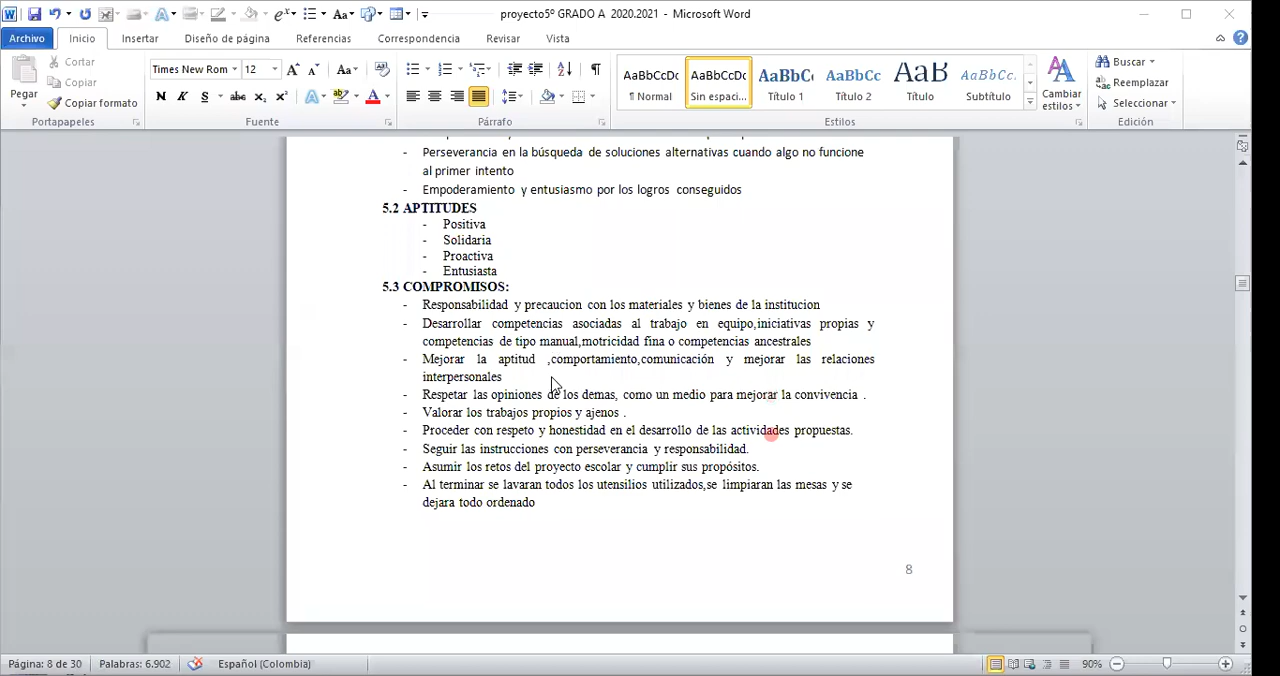 proyecto5º GRADO A 2020.2021 - Microsoft Word
Archivo Inicio Insertar Diseño de página Referencias Correspondencia Revisar Vista
Pegar
Cortar
Copiar
Copiar formato
Portapapeles
Times New Rom 12
N K S abc x₂ x² A
Fuente
Párrafo
AaBbCcDc AaBbCcDc AaBbC AaBbCc AaB AaBbCc.
¶ Normal Sin espaci... Título 1 Título 2 Título Subtítulo
Cambiar
estilos
Estilos
Buscar
Reemplazar
Seleccionar
Edición
- Perseverancia en la búsqueda de soluciones alternativas cuando algo no funcione
al primer intento
- Empoderamiento y entusiasmo por los logros conseguidos
5.2 APTITUDES
- Positiva
- Solidaria
- Proactiva
- Entusiasta
5.3 COMPROMISOS:
- Responsabilidad y precaucion con los materiales y bienes de la institucion
- Desarrollar competencias asociadas al trabajo en equipo,iniciativas propias y
competencias de tipo manual,motricidad fina o competencias ancestrales
- Mejorar la aptitud ,comportamiento,comunicación y mejorar las relaciones
interpersonales
- Respetar las opiniones de los demas, como un medio para mejorar la convivencia .
- Valorar los trabajos propios y ajenos .
- Proceder con respeto y honestidad en el desarrollo de las actividades propuestas.
- Seguir las instrucciones con perseverancia y responsabilidad.
- Asumir los retos del proyecto escolar y cumplir sus propósitos.
- Al terminar se lavaran todos los utensilios utilizados,se limpiaran las mesas y se
dejara todo ordenado
8
Página: 8 de 30 Palabras: 6.902 Español (Colombia) 90%